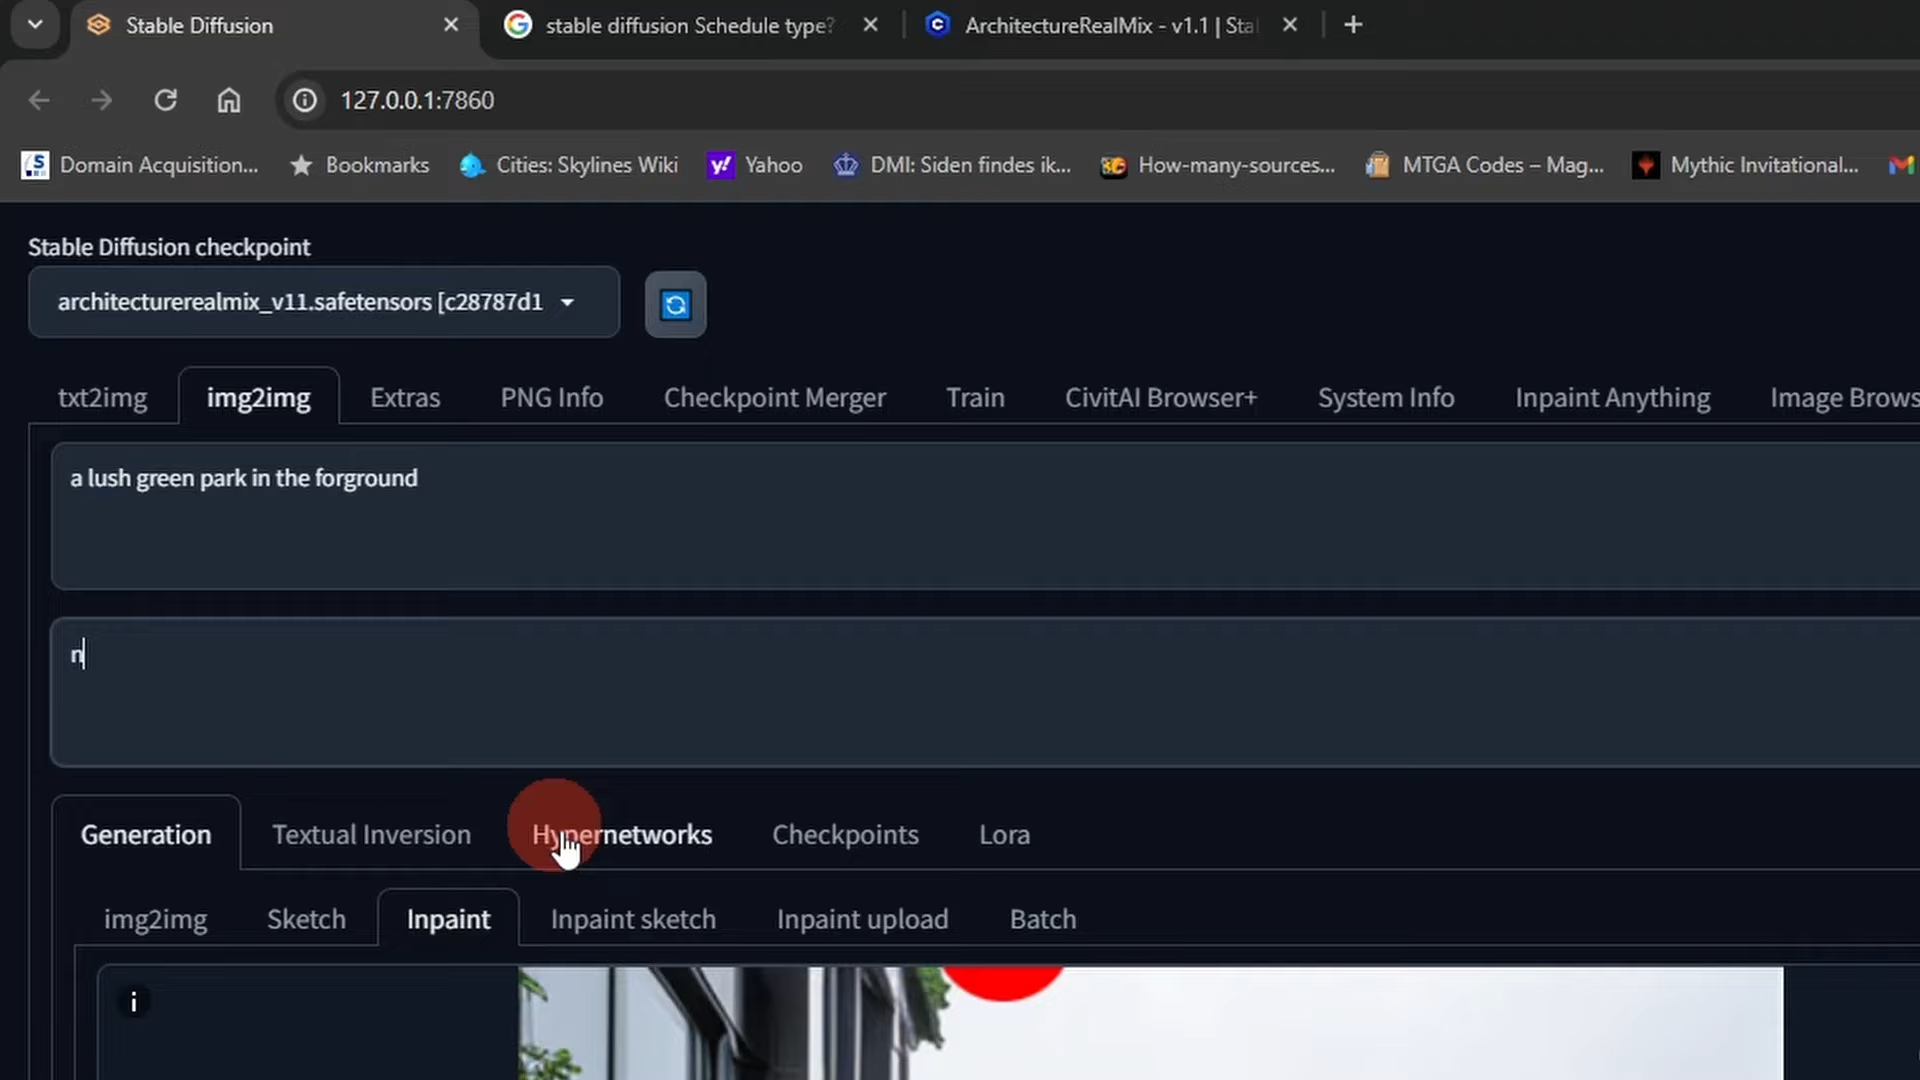 Stable Diffusion
stable diffusion Schedule type?
ArchitectureRealMix - v1.1 | Sta
127.0.0.1:7860
Domain Acquisition... Bookmarks Cities: Skylines Wiki Yahoo DMI: Siden findes ik... How-many-sources... MTGA Codes – Mag... Mythic Invitational...
Stable Diffusion checkpoint
architecturerealmix_v11.safetensors [c28787d1
txt2img img2img Extras PNG Info Checkpoint Merger Train CivitAI Browser+ System Info Inpaint Anything Image Brows
a lush green park in the forground
n
Generation Textual Inversion Hypernetworks Checkpoints Lora
img2img Sketch Inpaint Inpaint sketch Inpaint upload Batch
i